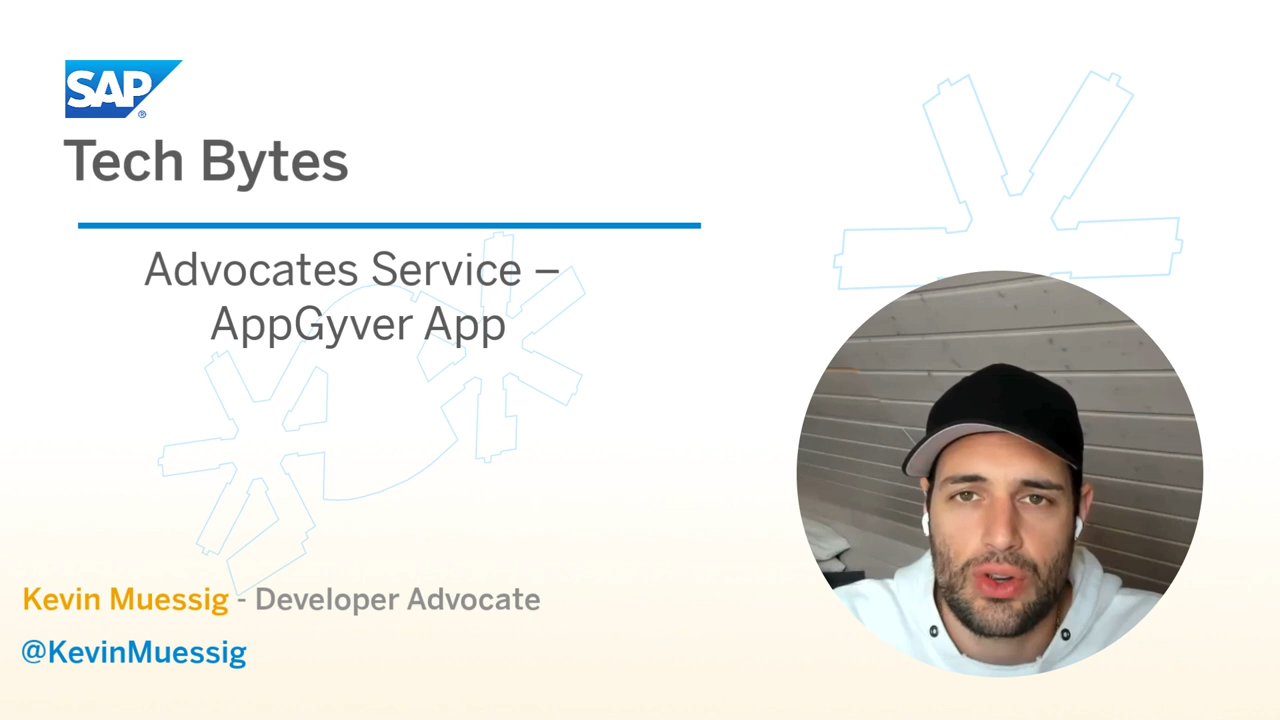 SAP®
Tech Bytes
Advocates Service –
AppGyver App
Kevin Muessig - Developer Advocate
@KevinMuessig